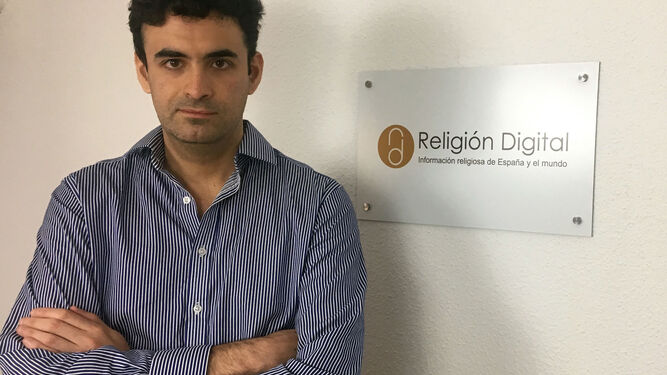 Religión Digital
Información religiosa de España y el mundo